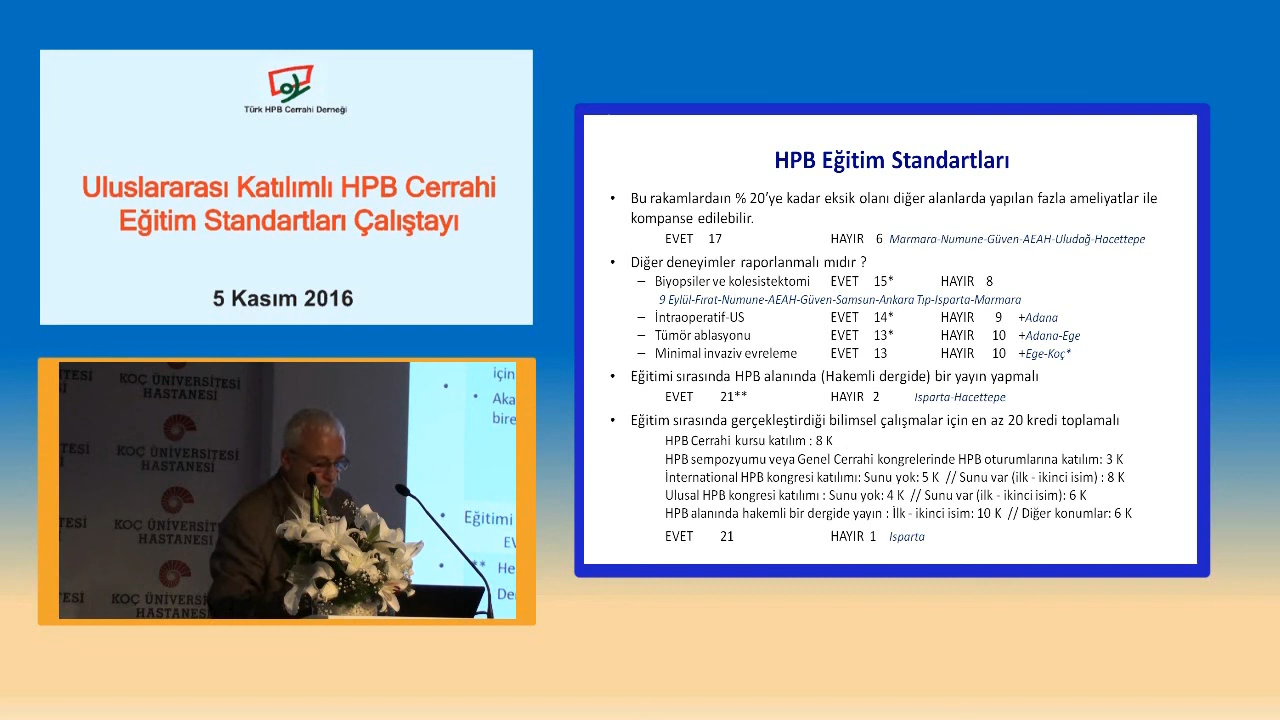 Türk HPB Cerrahi Derneği
Uluslararası Katılımlı HPB Cerrahi
Eğitim Standartları Çalıştayı
5 Kasım 2016
HPB Eğitim Standartları
• Bu rakamlardaın % 20'ye kadar eksik olanı diğer alanlarda yapılan fazla ameliyatlar ile
kompanse edilebilir.
EVET 17 HAYIR 6 Marmara-Numune-Güven-AEAH-Uludağ-Hacettepe
• Diğer deneyimler raporlanmalı mıdır ?
– Biyopsiler ve kolesistektomi EVET 15* HAYIR 8
9 Eylül-Fırat-Numune-AEAH-Güven-Samsun-Ankara Tıp-Isparta-Marmara
– İntraoperatif-US EVET 14* HAYIR 9 +Adana
– Tümör ablasyonu EVET 13* HAYIR 10 +Adana-Ege
– Minimal invaziv evreleme EVET 13 HAYIR 10 +Ege-Koç*
• Eğitimi sırasında HPB alanında (Hakemli dergide) bir yayın yapmalı
EVET 21** HAYIR 2 Isparta-Hacettepe
• Eğitim sırasında gerçekleştirdiği bilimsel çalışmalar için en az 20 kredi toplamalı
HPB Cerrahi kursu katılım : 8 K
HPB sempozyumu veya Genel Cerrahi kongrelerinde HPB oturumlarına katılım: 3 K
İnternational HPB kongresi katılımı: Sunu yok: 5 K // Sunu var (ilk - ikinci isim) : 8 K
Ulusal HPB kongresi katılımı : Sunu yok: 4 K // Sunu var (ilk - ikinci isim): 6 K
HPB alanında hakemli bir dergide yayın : İlk - ikinci isim: 10 K // Diğer konumlar: 6 K
EVET 21 HAYIR 1 Isparta
TESİ
KOÇ ÜNİVERSİTESİ
HASTANESİ
KOÇ ÜNİVERSİTESİ
HASTANESİ
TESİ
KOÇ ÜNİVERSİTESİ
HASTANESİ
TESİ
KOÇ ÜNİVERSİTESİ
HASTANESİ
için
• Aka
bire
• Eğitimi
EV
• ** He
De